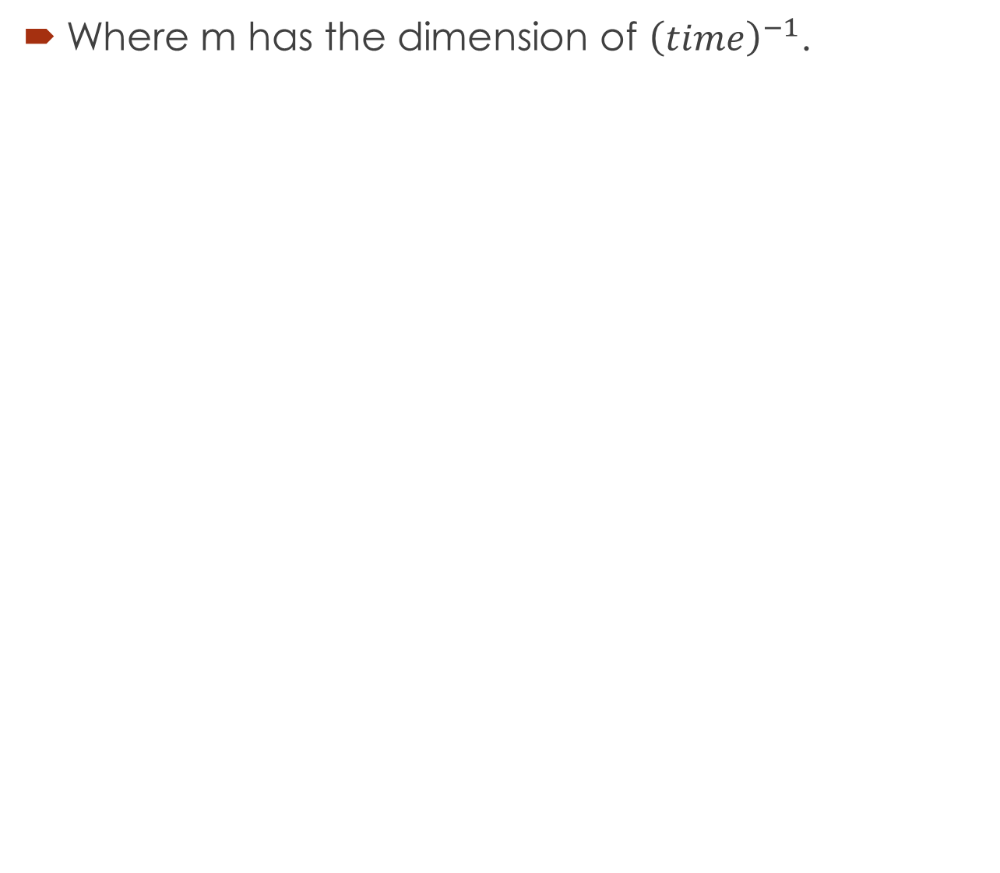 Where m has the dimension of $(time)^{-1}$.